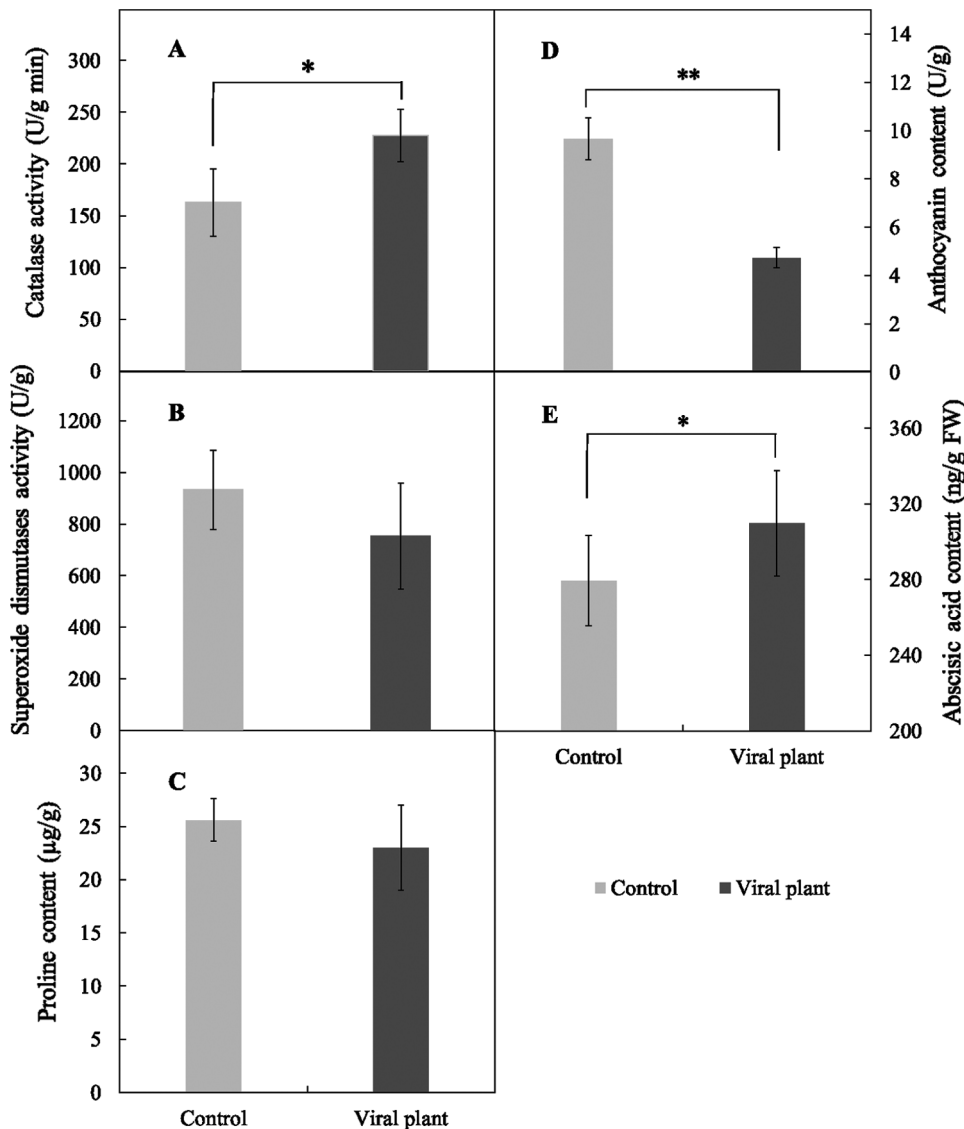 A
Catalase activity (U/g min)
350
300
250
200
150
100
50
0
*
D
Anthocyanin content (U/g)
14
12
10
8
6
4
2
0
**
B
Superoxide dismutases activity (U/g)
1200
1000
800
600
400
200
0
E
Abscisic acid content (ng/g FW)
360
320
280
240
200
*
Control
Viral plant
C
Proline content (μg/g)
30
25
20
15
10
5
0
Control
Viral plant
Control
Viral plant